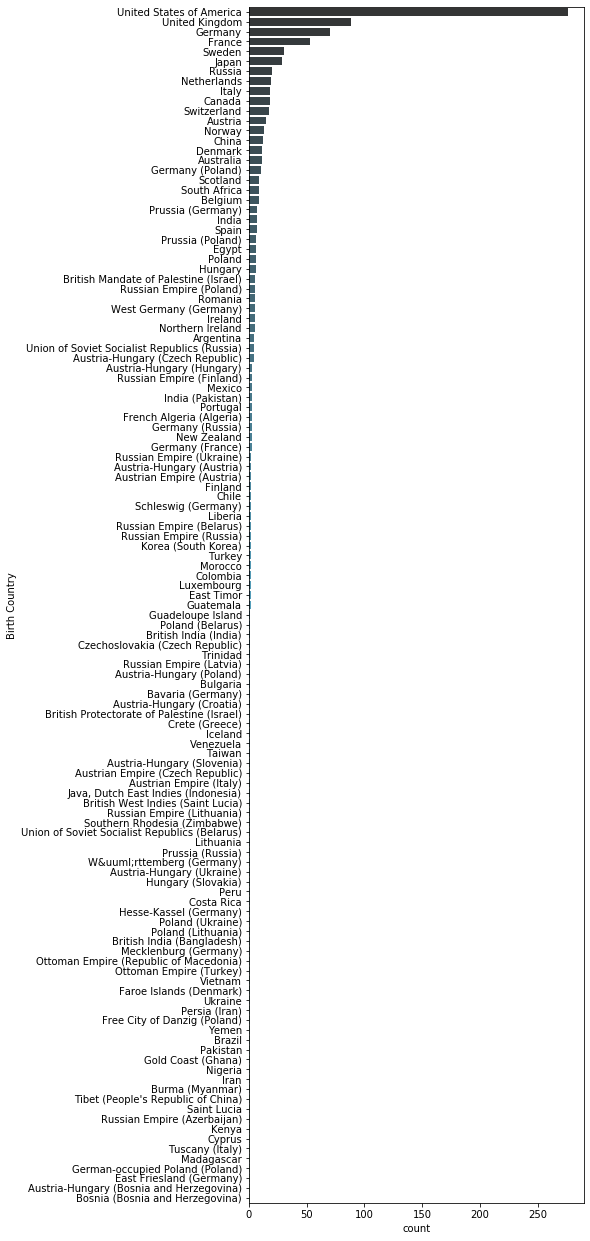 United States of America
United Kingdom
Germany
France
Sweden
Japan
Russia
Netherlands
Italy
Canada
Switzerland
Austria
Norway
China
Denmark
Australia
Germany (Poland)
Scotland
South Africa
Belgium
Prussia (Germany)
India
Spain
Prussia (Poland)
Egypt
Poland
Hungary
British Mandate of Palestine (Israel)
Russian Empire (Poland)
Romania
West Germany (Germany)
Ireland
Northern Ireland
Argentina
Union of Soviet Socialist Republics (Russia)
Austria-Hungary (Czech Republic)
Austria-Hungary (Hungary)
Russian Empire (Finland)
Mexico
India (Pakistan)
Portugal
French Algeria (Algeria)
Germany (Russia)
New Zealand
Germany (France)
Russian Empire (Ukraine)
Austria-Hungary (Austria)
Austrian Empire (Austria)
Finland
Chile
Schleswig (Germany)
Liberia
Russian Empire (Belarus)
Russian Empire (Russia)
Korea (South Korea)
Turkey
Morocco
Colombia
Luxembourg
East Timor
Guatemala
Guadeloupe Island
Poland (Belarus)
British India (India)
Czechoslovakia (Czech Republic)
Trinidad
Russian Empire (Latvia)
Austria-Hungary (Poland)
Bulgaria
Bavaria (Germany)
Austria-Hungary (Croatia)
British Protectorate of Palestine (Israel)
Crete (Greece)
Iceland
Venezuela
Taiwan
Austria-Hungary (Slovenia)
Austrian Empire (Czech Republic)
Austrian Empire (Italy)
Java, Dutch East Indies (Indonesia)
British West Indies (Saint Lucia)
Russian Empire (Lithuania)
Southern Rhodesia (Zimbabwe)
Union of Soviet Socialist Republics (Belarus)
Lithuania
Prussia (Russia)
W&uuml;rttemberg (Germany)
Austria-Hungary (Ukraine)
Hungary (Slovakia)
Peru
Costa Rica
Hesse-Kassel (Germany)
Poland (Ukraine)
Poland (Lithuania)
British India (Bangladesh)
Mecklenburg (Germany)
Ottoman Empire (Republic of Macedonia)
Ottoman Empire (Turkey)
Vietnam
Faroe Islands (Denmark)
Ukraine
Persia (Iran)
Free City of Danzig (Poland)
Yemen
Brazil
Pakistan
Gold Coast (Ghana)
Nigeria
Iran
Burma (Myanmar)
Tibet (People's Republic of China)
Saint Lucia
Russian Empire (Azerbaijan)
Kenya
Cyprus
Tuscany (Italy)
Madagascar
German-occupied Poland (Poland)
East Friesland (Germany)
Austria-Hungary (Bosnia and Herzegovina)
Bosnia (Bosnia and Herzegovina)
Birth Country
0 50 100 150 200 250
count